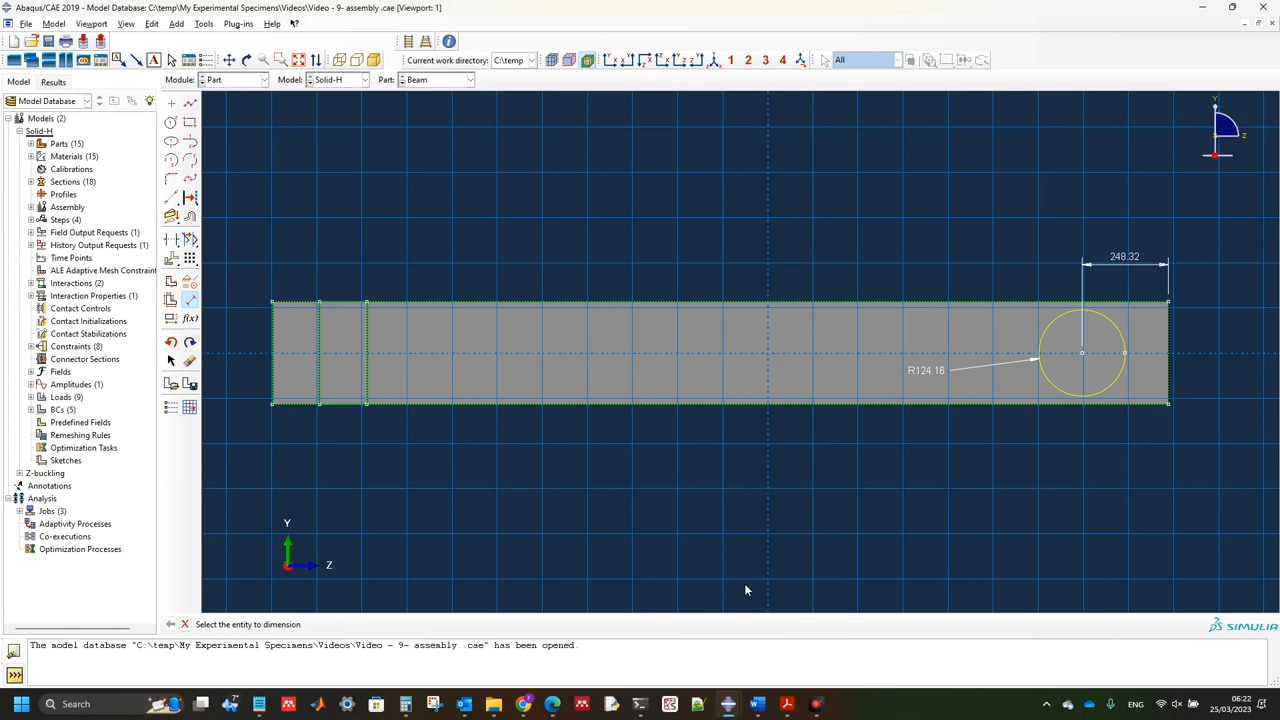 Abaqus/CAE 2019 - Model Database: C:\temp\My Experimental Specimens\Videos\Video - 9- assembly .cae [Viewport: 1]
File Model Viewport View Edit Add Tools Plug-ins Help
Current work directory: C:\temp
1 2 3 4
All
Model Results
Module: Part Model: Solid-H Part: Beam
Model Database
Models (2)
Solid-H
Parts (15)
Materials (15)
Calibrations
Sections (18)
Profiles
Assembly
Steps (4)
Field Output Requests (1)
History Output Requests (1)
Time Points
ALE Adaptive Mesh Constraint
Interactions (2)
Interaction Properties (1)
Contact Controls
Contact Initializations
Contact Stabilizations
Constraints (8)
Connector Sections
Fields
Amplitudes (1)
Loads (9)
BCs (5)
Predefined Fields
Remeshing Rules
Optimization Tasks
Sketches
Z-buckling
Annotations
Analysis
Jobs (3)
Adaptivity Processes
Co-executions
Optimization Processes
f(x)
Y
Z
248.32
R124.16
Y
Z
Select the entity to dimension
SIMULIA
The model database "C:\temp\My Experimental Specimens\Videos\Video - 9- assembly .cae" has been opened.
>>>
Search
ENG
06:22
25/03/2023